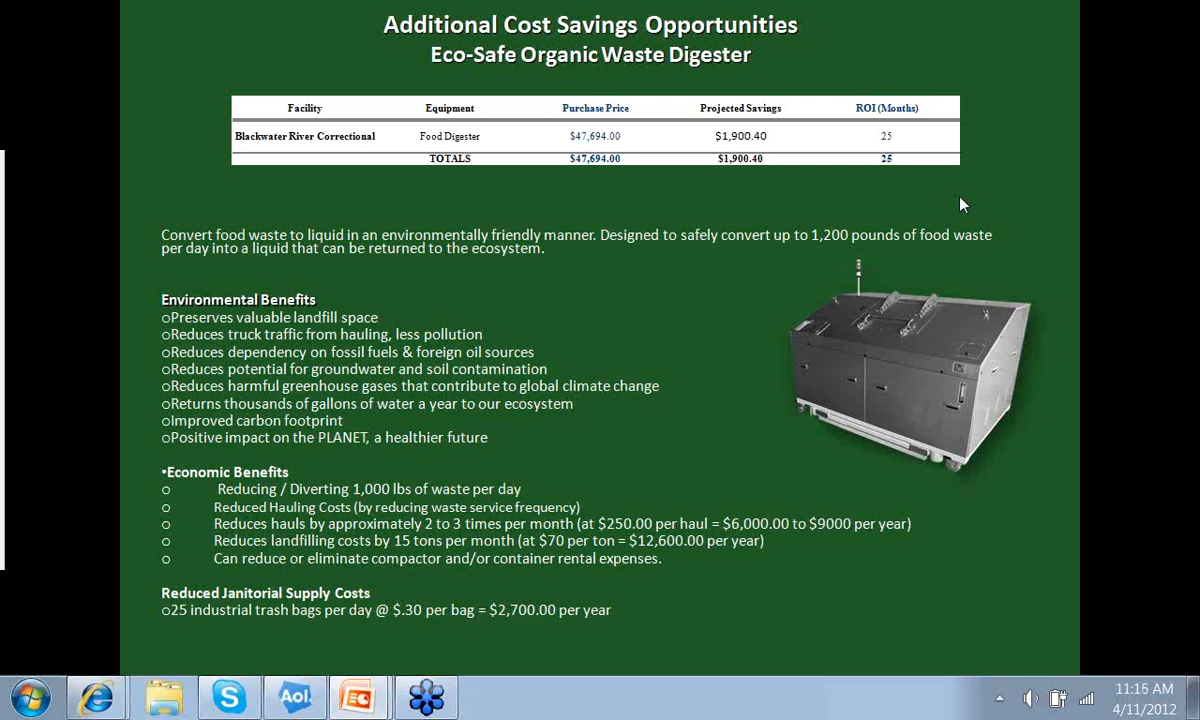 Additional Cost Savings Opportunities
Eco-Safe Organic Waste Digester
Facility Equipment Purchase Price Projected Savings ROI (Months)
Blackwater River Correctional Food Digester $47,694.00 $1,900.40 25
TOTALS $47,694.00 $1,900.40 25
Convert food waste to liquid in an environmentally friendly manner. Designed to safely convert up to 1,200 pounds of food waste
per day into a liquid that can be returned to the ecosystem.
Environmental Benefits
oPreserves valuable landfill space
oReduces truck traffic from hauling, less pollution
oReduces dependency on fossil fuels & foreign oil sources
oReduces potential for groundwater and soil contamination
oReduces harmful greenhouse gases that contribute to global climate change
oReturns thousands of gallons of water a year to our ecosystem
oImproved carbon footprint
oPositive impact on the PLANET, a healthier future
•Economic Benefits
o Reducing / Diverting 1,000 lbs of waste per day
o Reduced Hauling Costs (by reducing waste service frequency)
o Reduces hauls by approximately 2 to 3 times per month (at $250.00 per haul = $6,000.00 to $9000 per year)
o Reduces landfilling costs by 15 tons per month (at $70 per ton = $12,600.00 per year)
o Can reduce or eliminate compactor and/or container rental expenses.
Reduced Janitorial Supply Costs
o25 industrial trash bags per day @ $.30 per bag = $2,700.00 per year
Aol.
11:15 AM
4/11/2012